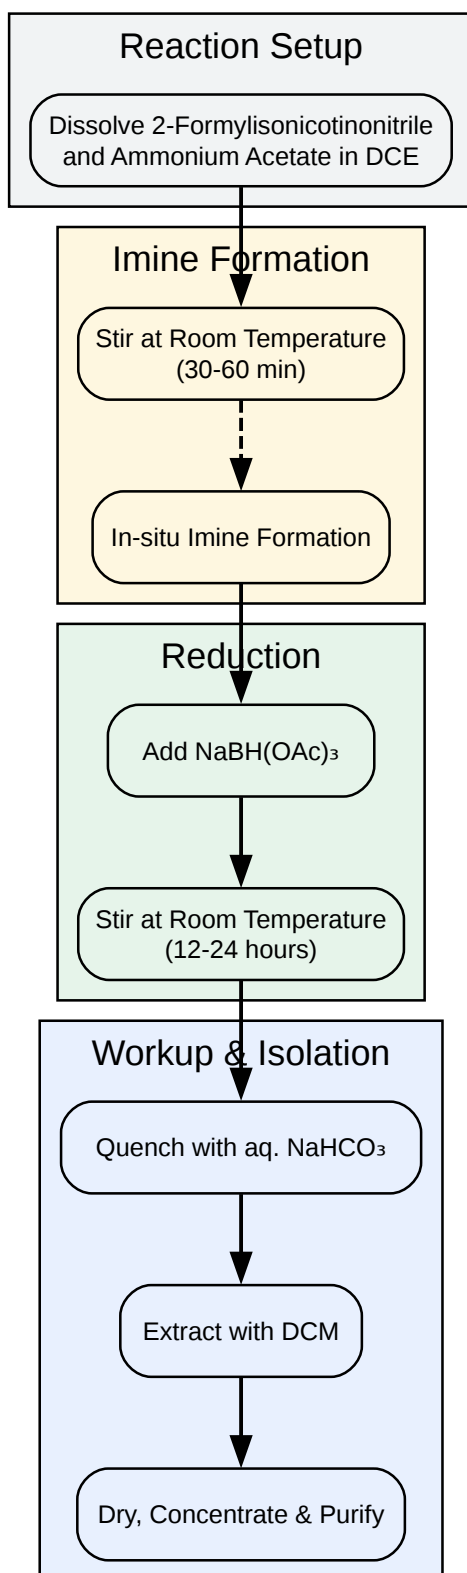 Reaction Setup
Dissolve 2-Formylisonicotinonitrile
and Ammonium Acetate in DCE
Imine Formation
Stir at Room Temperature
(30-60 min)
In-situ Imine Formation
Reduction
Add NaBH(OAc)₃
Stir at Room Temperature
(12-24 hours)
Workup & Isolation
Quench with aq. NaHCO₃
Extract with DCM
Dry, Concentrate & Purify